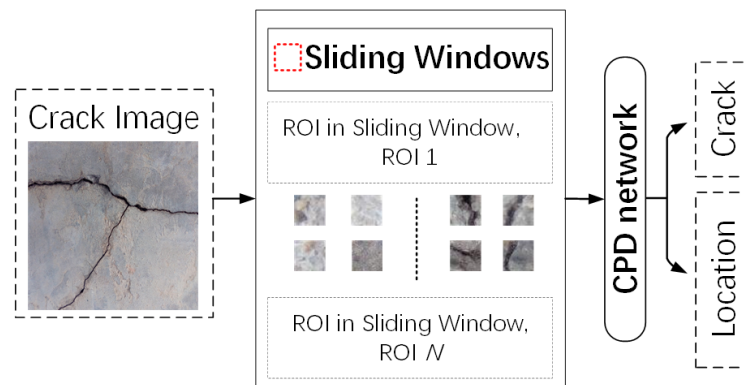 Crack Image
Sliding Windows
ROI in Sliding Window,
ROI 1
ROI in Sliding Window,
ROI N
CPD network
Crack
Location